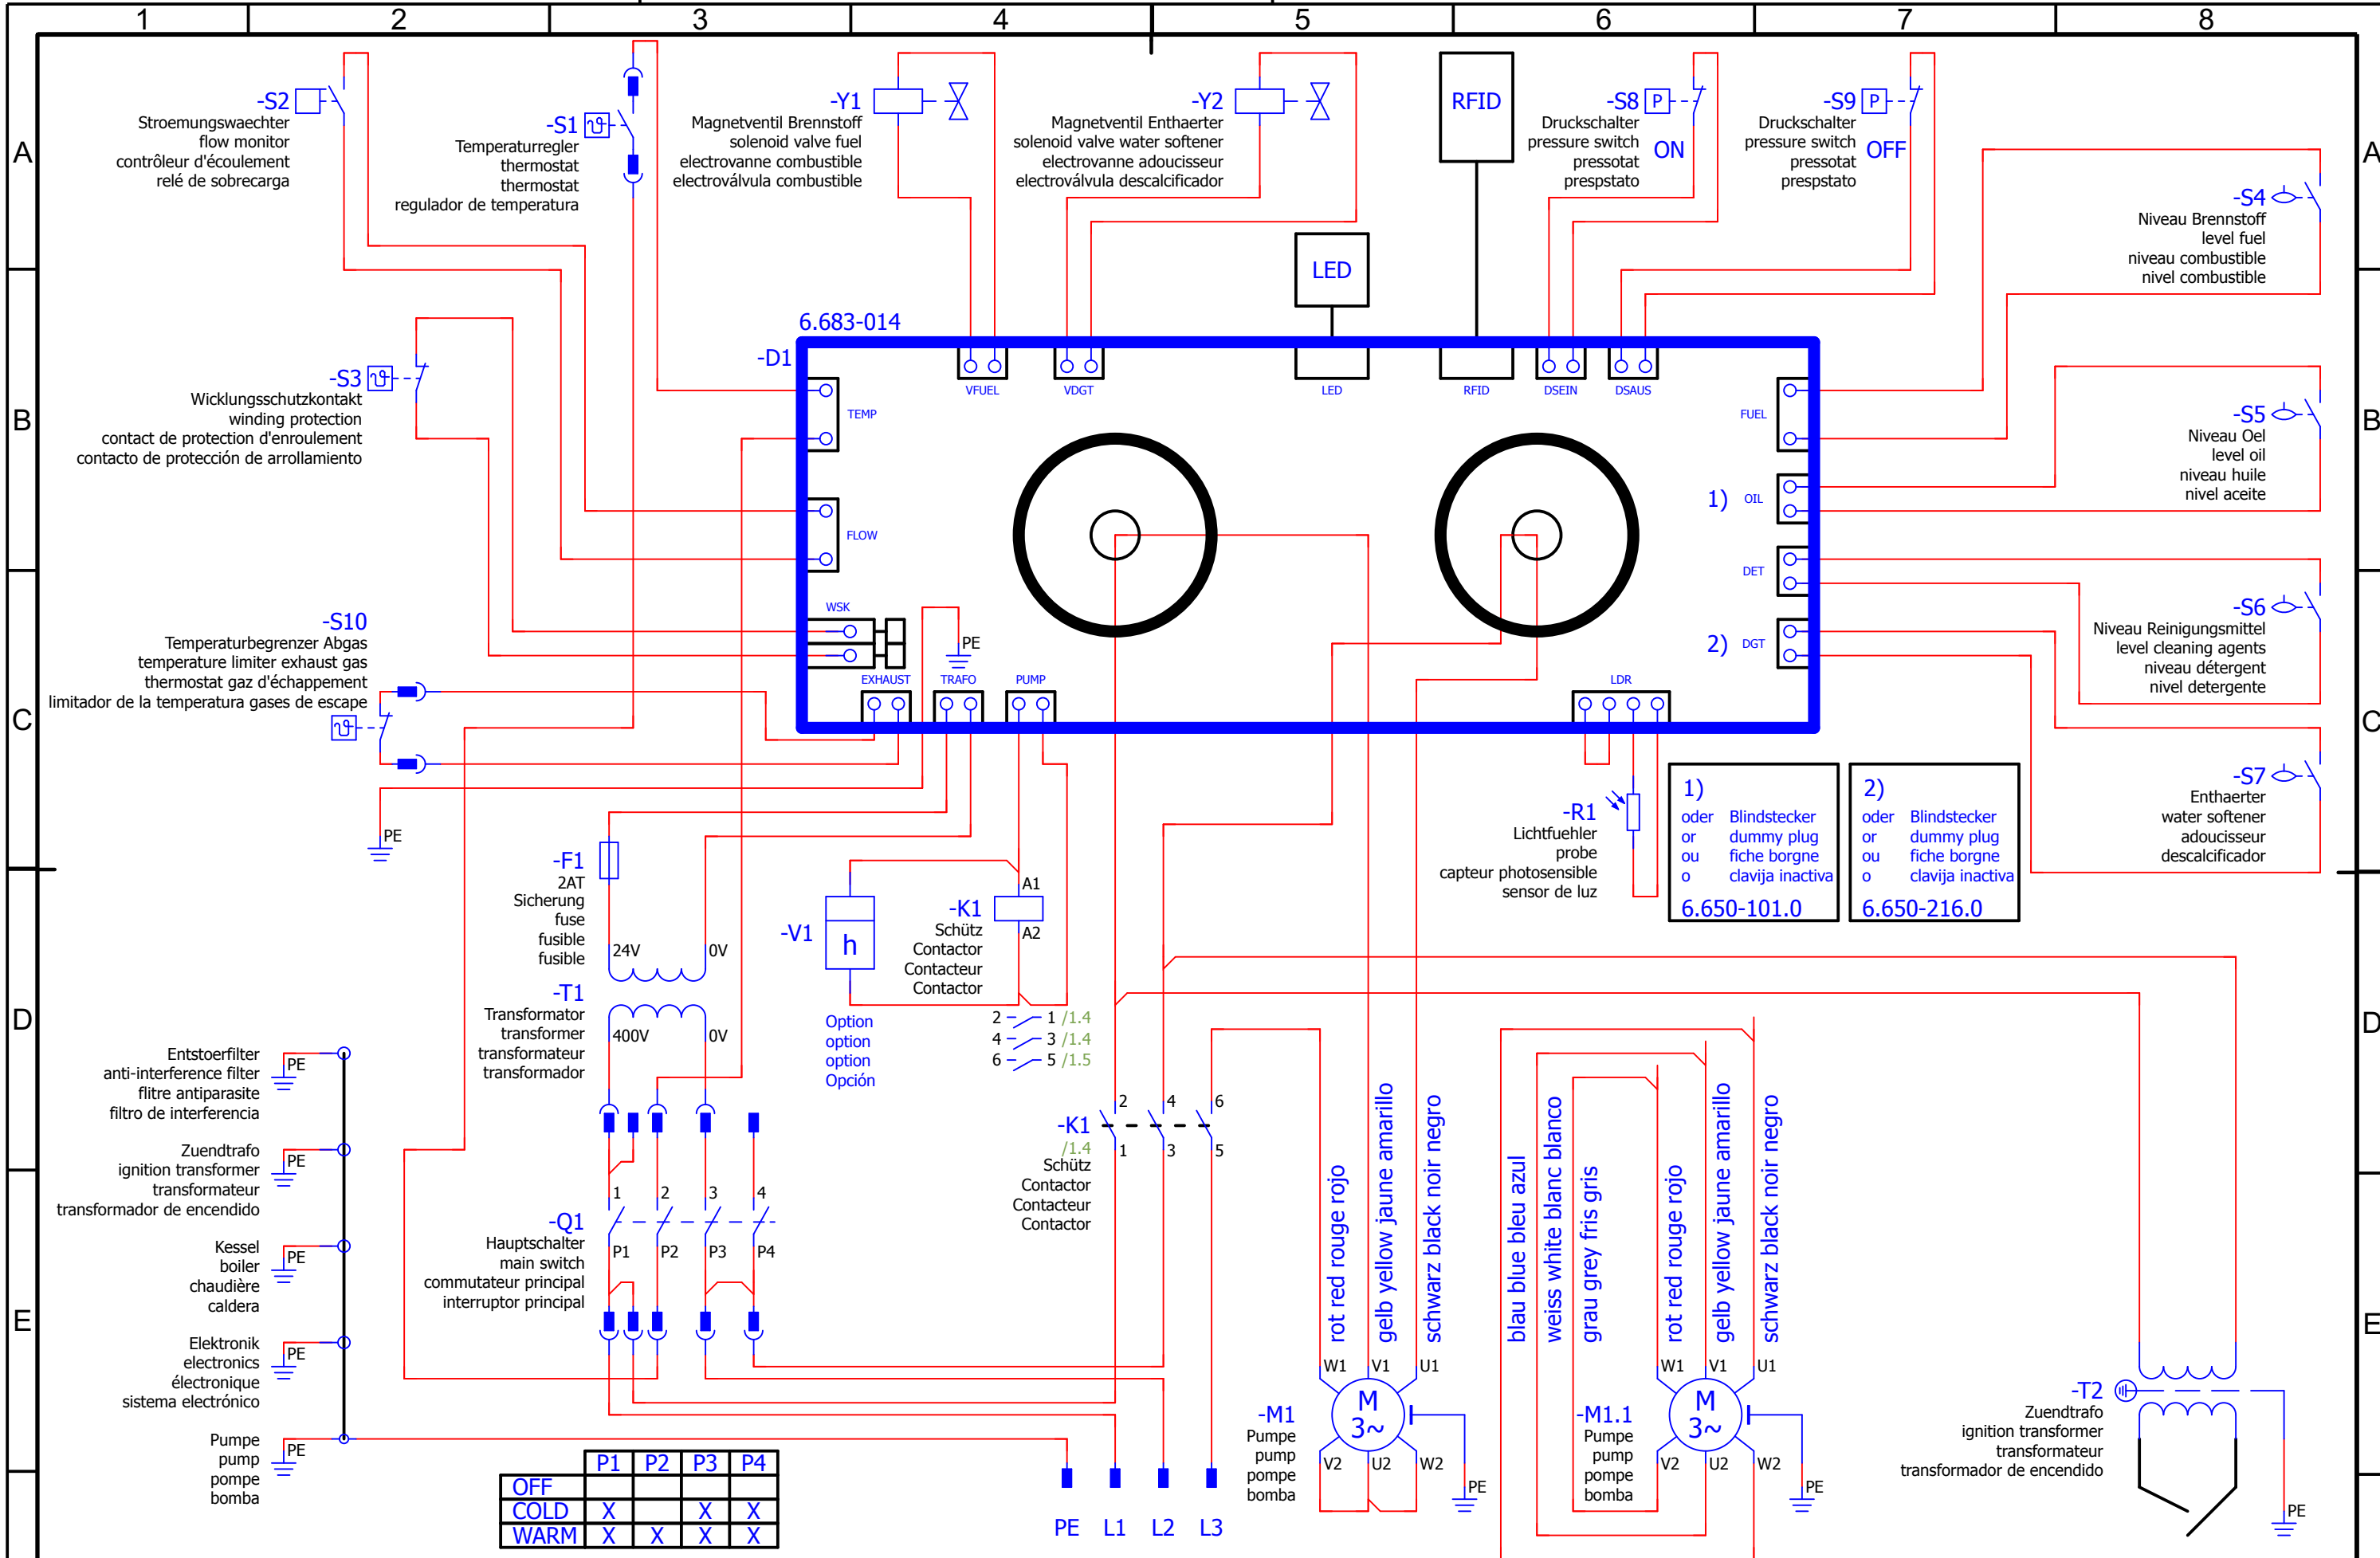 1 2 3 4 5 6 7 8
A
A
B
B
C
C
D
D
E
E
-S2
Stroemungswaechter
flow monitor
contrôleur d'écoulement
relé de sobrecarga
-S1
Temperaturregler
thermostat
thermostat
regulador de temperatura
-Y1
Magnetventil Brennstoff
solenoid valve fuel
electrovanne combustible
electroválvula combustible
-Y2
Magnetventil Enthaerter
solenoid valve water softener
electrovanne adoucisseur
electroválvula descalcificador
RFID
LED
-S8 P
Druckschalter
pressure switch
pressotat
prespstato
ON
-S9 P
Druckschalter
pressure switch
pressotat
prespstato
OFF
-S4
Niveau Brennstoff
level fuel
niveau combustible
nivel combustible
-S3
Wicklungsschutzkontakt
winding protection
contact de protection d'enroulement
contacto de protección de arrollamiento
6.683-014
-D1
VFUEL
VDGT
LED
RFID
DSEIN
DSAUS
TEMP
FUEL
FLOW
1) OIL
DET
WSK
2) DGT
PE
EXHAUST
TRAFO
PUMP
LDR
-S5
Niveau Oel
level oil
niveau huile
nivel aceite
-S6
Niveau Reinigungsmittel
level cleaning agents
niveau détergent
nivel detergente
-S10
Temperaturbegrenzer Abgas
temperature limiter exhaust gas
thermostat gaz d'échappement
limitador de la temperatura gases de escape
PE
-S7
Enthaerter
water softener
adoucisseur
descalcificador
-F1
2AT
Sicherung
fuse
fusible
fusible
24V
0V
-T1
Transformator
transformer
transformateur
transformador
400V
0V
-V1
h
Option
option
option
Opción
A1
-K1
A2
Schütz
Contactor
Contacteur
Contactor
2 1 /1.4
4 3 /1.4
6 5 /1.5
-R1
Lichtfuehler
probe
capteur photosensible
sensor de luz
1)
oder Blindstecker
or dummy plug
ou fiche borgne
o clavija inactiva
6.650-101.0
2)
oder Blindstecker
or dummy plug
ou fiche borgne
o clavija inactiva
6.650-216.0
Entstoerfilter
anti-interference filter
flitre antiparasite
filtro de interferencia
PE
Zuendtrafo
ignition transformer
transformateur
transformador de encendido
PE
Kessel
boiler
chaudière
caldera
PE
Elektronik
electronics
électronique
sistema electrónico
PE
Pumpe
pump
pompe
bomba
PE
1 2 3 4
-Q1
P1 P2 P3 P4
Hauptschalter
main switch
commutateur principal
interruptor principal
2 4 6
-K1
/1.4
1 3 5
Schütz
Contactor
Contacteur
Contactor
P1 P2 P3 P4
OFF
COLD X X X
WARM X X X X
PE L1 L2 L3
rot red rouge rojo
gelb yellow jaune amarillo
schwarz black noir negro
W1 V1 U1
M
3~
-M1
Pumpe
pump
pompe
bomba
V2 U2 W2
PE
blau blue bleu azul
weiss white blanc blanco
grau grey fris gris
rot red rouge rojo
gelb yellow jaune amarillo
schwarz black noir negro
W1 V1 U1
M
3~
-M1.1
Pumpe
pump
pompe
bomba
V2 U2 W2
PE
-T2
Zuendtrafo
ignition transformer
transformateur
transformador de encendido
PE